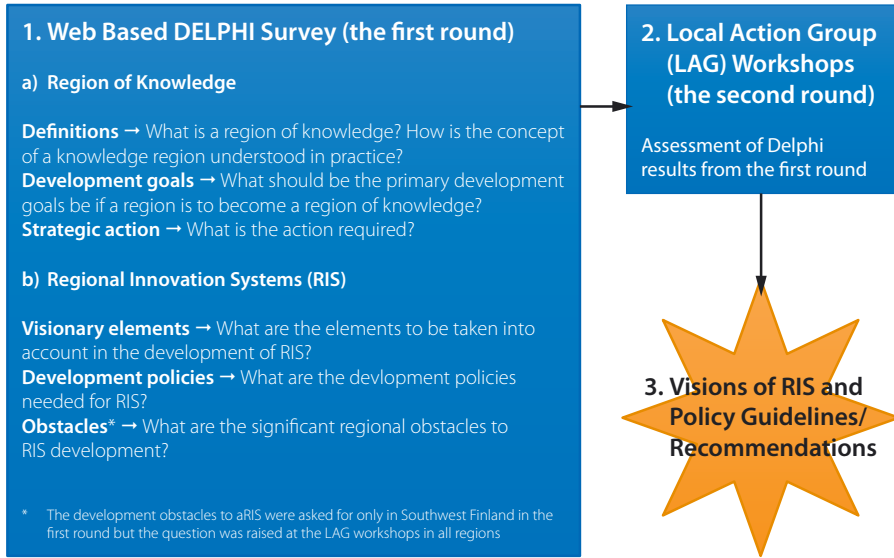 1. Web Based DELPHI Survey (the first round)
a) Region of Knowledge
Definitions → What is a region of knowledge? How is the concept
of a knowledge region understood in practice?
Development goals → What should be the primary development
goals be if a region is to become a region of knowledge?
Strategic action → What is the action required?
b) Regional Innovation Systems (RIS)
Visionary elements → What are the elements to be taken into
account in the development of RIS?
Development policies → What are the devlopment policies
needed for RIS?
Obstacles* → What are the significant regional obstacles to
RIS development?
* The development obstacles to aRIS were asked for only in Southwest Finland in the
first round but the question was raised at the LAG workshops in all regions
2. Local Action Group
(LAG) Workshops
(the second round)
Assessment of Delphi
results from the first round
3. Visions of RIS and
Policy Guidelines/
Recommendations